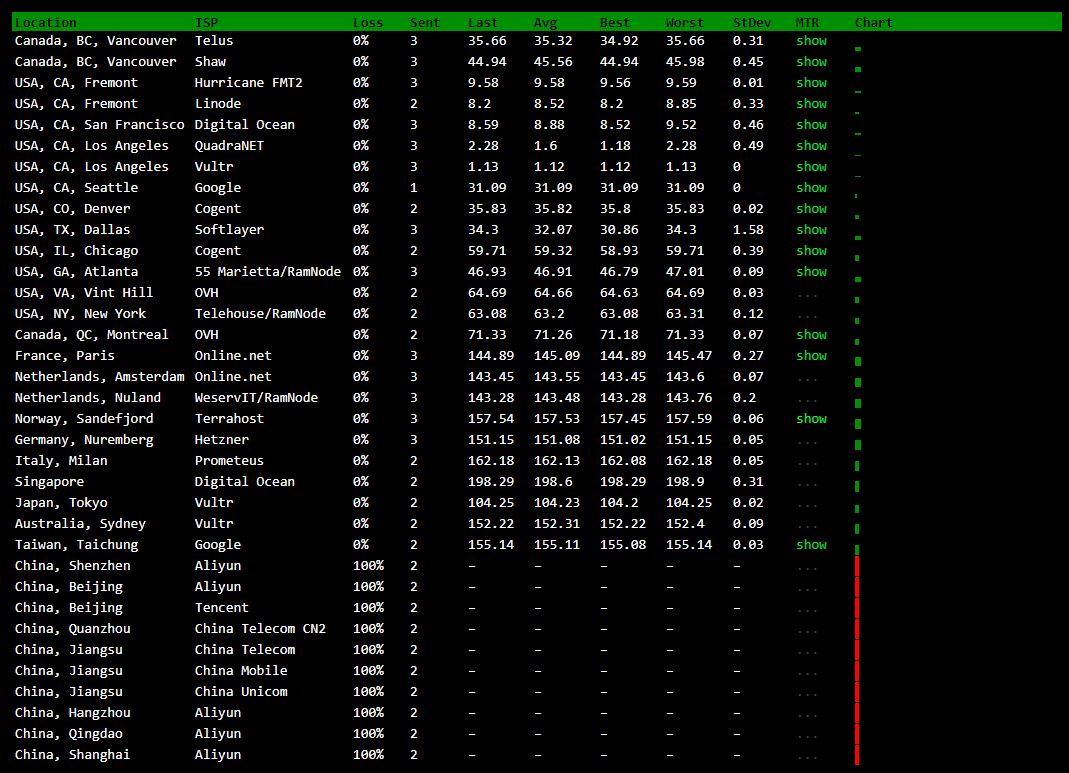 Location ISP Loss Sent Last Avg Best Worst StDev MTR Chart
Canada, BC, Vancouver Telus 0% 3 35.66 35.32 34.92 35.66 0.31 show
Canada, BC, Vancouver Shaw 0% 3 44.94 45.56 44.94 45.98 0.45 show
USA, CA, Fremont Hurricane FMT2 0% 3 9.58 9.58 9.56 9.59 0.01 show
USA, CA, Fremont Linode 0% 2 8.2 8.52 8.2 8.85 0.33 show
USA, CA, San Francisco Digital Ocean 0% 3 8.59 8.88 8.52 9.52 0.46 show
USA, CA, Los Angeles QuadraNET 0% 3 2.28 1.6 1.18 2.28 0.49 show
USA, CA, Los Angeles Vultr 0% 3 1.13 1.12 1.12 1.13 0 show
USA, CA, Seattle Google 0% 1 31.09 31.09 31.09 31.09 0 show
USA, CO, Denver Cogent 0% 2 35.83 35.82 35.8 35.83 0.02 show
USA, TX, Dallas Softlayer 0% 3 34.3 32.07 30.86 34.3 1.58 show
USA, IL, Chicago Cogent 0% 2 59.71 59.32 58.93 59.71 0.39 show
USA, GA, Atlanta 55 Marietta/RamNode 0% 3 46.93 46.91 46.79 47.01 0.09 show
USA, VA, Vint Hill OVH 0% 2 64.69 64.66 64.63 64.69 0.03 ...
USA, NY, New York Telehouse/RamNode 0% 2 63.08 63.2 63.08 63.31 0.12 ...
Canada, QC, Montreal OVH 0% 2 71.33 71.26 71.18 71.33 0.07 show
France, Paris Online.net 0% 3 144.89 145.09 144.89 145.47 0.27 show
Netherlands, Amsterdam Online.net 0% 3 143.45 143.55 143.45 143.6 0.07 ...
Netherlands, Nuland WeservIT/RamNode 0% 3 143.28 143.48 143.28 143.76 0.2 ...
Norway, Sandefjord Terrahost 0% 3 157.54 157.53 157.45 157.59 0.06 show
Germany, Nuremberg Hetzner 0% 3 151.15 151.08 151.02 151.15 0.05 ...
Italy, Milan Prometeus 0% 2 162.18 162.13 162.08 162.18 0.05 ...
Singapore Digital Ocean 0% 2 198.29 198.6 198.29 198.9 0.31 ...
Japan, Tokyo Vultr 0% 2 104.25 104.23 104.2 104.25 0.02 ...
Australia, Sydney Vultr 0% 2 152.22 152.31 152.22 152.4 0.09 ...
Taiwan, Taichung Google 0% 2 155.14 155.11 155.08 155.14 0.03 show
China, Shenzhen Aliyun 100% 2 – – – – – ...
China, Beijing Aliyun 100% 2 – – – – – ...
China, Beijing Tencent 100% 2 – – – – – ...
China, Quanzhou China Telecom CN2 100% 2 – – – – – ...
China, Jiangsu China Telecom 100% 2 – – – – – ...
China, Jiangsu China Mobile 100% 2 – – – – – ...
China, Jiangsu China Unicom 100% 2 – – – – – ...
China, Hangzhou Aliyun 100% 2 – – – – – ...
China, Qingdao Aliyun 100% 2 – – – – – ...
China, Shanghai Aliyun 100% 2 – – – – – ...